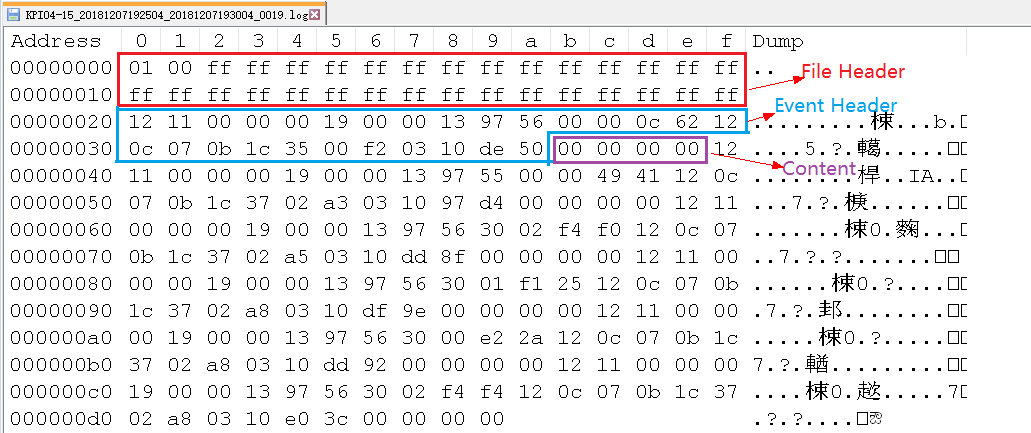 KPI04-15_20181207192504_20181207193004_0019.log
Address 0 1 2 3 4 5 6 7 8 9 a b c d e f Dump
00000000 01 00 ff ff ff ff ff ff ff ff ff ff ff ff ff ff ..
File Header
00000010 ff ff ff ff ff ff ff ff ff ff ff ff ff ff ff ff
Event Header
00000020 12 11 00 00 00 19 00 00 13 97 56 00 00 0c 62 12 .........棟...b.
00000030 0c 07 0b 1c 35 00 f2 03 10 de 50 00 00 00 00 12 ....5.?.
Content
00000040 11 00 00 00 19 00 00 13 97 55 00 00 49 41 12 0c ........桿..IA..
00000050 07 0b 1c 37 02 a3 03 10 97 d4 00 00 00 00 12 11 ...7.?.
00000060 00 00 00 19 00 00 13 97 56 30 02 f4 f0 12 0c 07 .......棟0.
00000070 0b 1c 37 02 a5 03 10 dd 8f 00 00 00 00 12 11 00 ..7.?.?.......
00000080 00 00 19 00 00 13 97 56 30 01 f1 25 12 0c 07 0b ......棟0.?....
00000090 1c 37 02 a8 03 10 df 9e 00 00 00 00 12 11 00 00 .7.?.
000000a0 00 19 00 00 13 97 56 30 00 e2 2a 12 0c 07 0b 1c .....棟0.?.....
000000b0 37 02 a8 03 10 dd 92 00 00 00 00 12 11 00 00 00 7.?.
000000c0 19 00 00 13 97 56 30 02 f4 f4 12 0c 07 0b 1c 37 ....棟0.
000000d0 02 a8 03 10 e0 3c 00 00 00 00 .?.?....